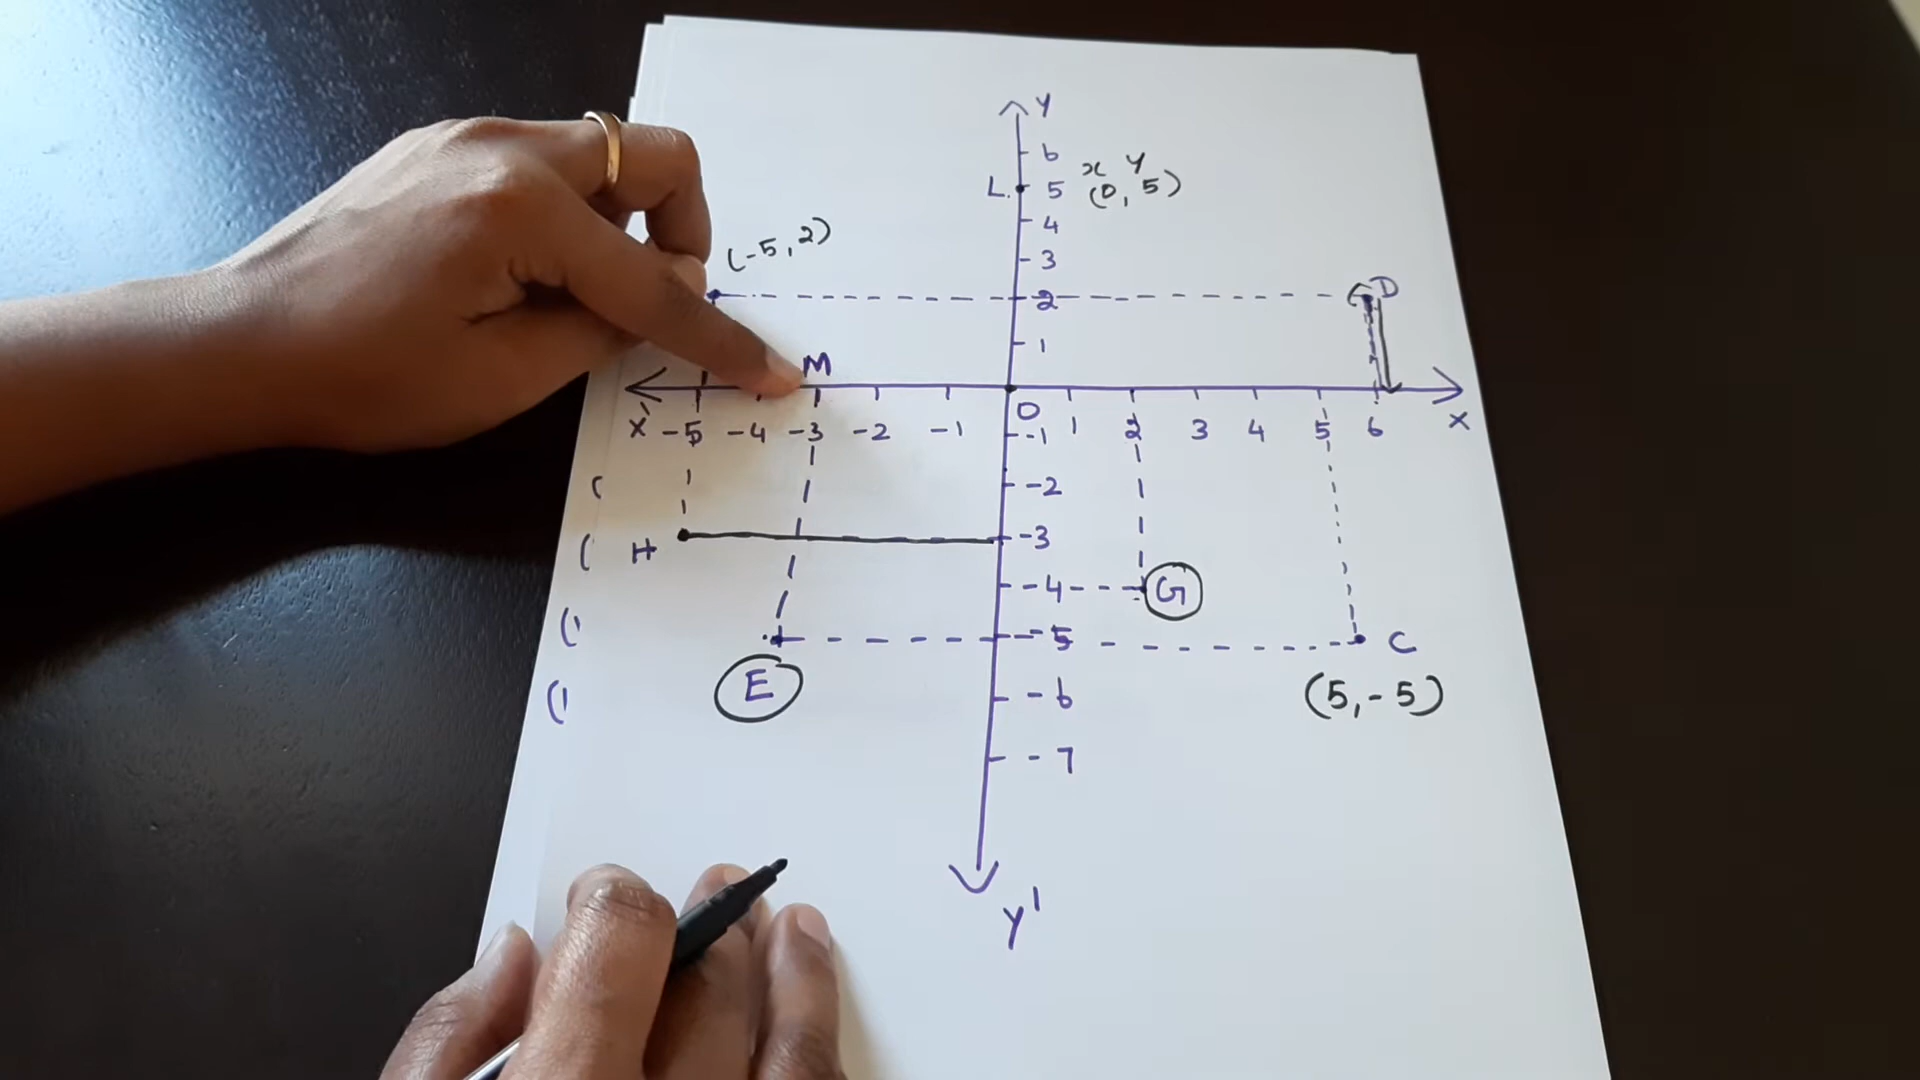 Y
6
x Y
L. 5 (0, 5)
4
(-5, 2)
3
2 D
1
M
O
X' -5 -4 -3 -2 -1 1 2 3 4 5 6 X
-1
-2
H -3
-4 G
-5 C
E -6 (5, -5)
-7
Y'